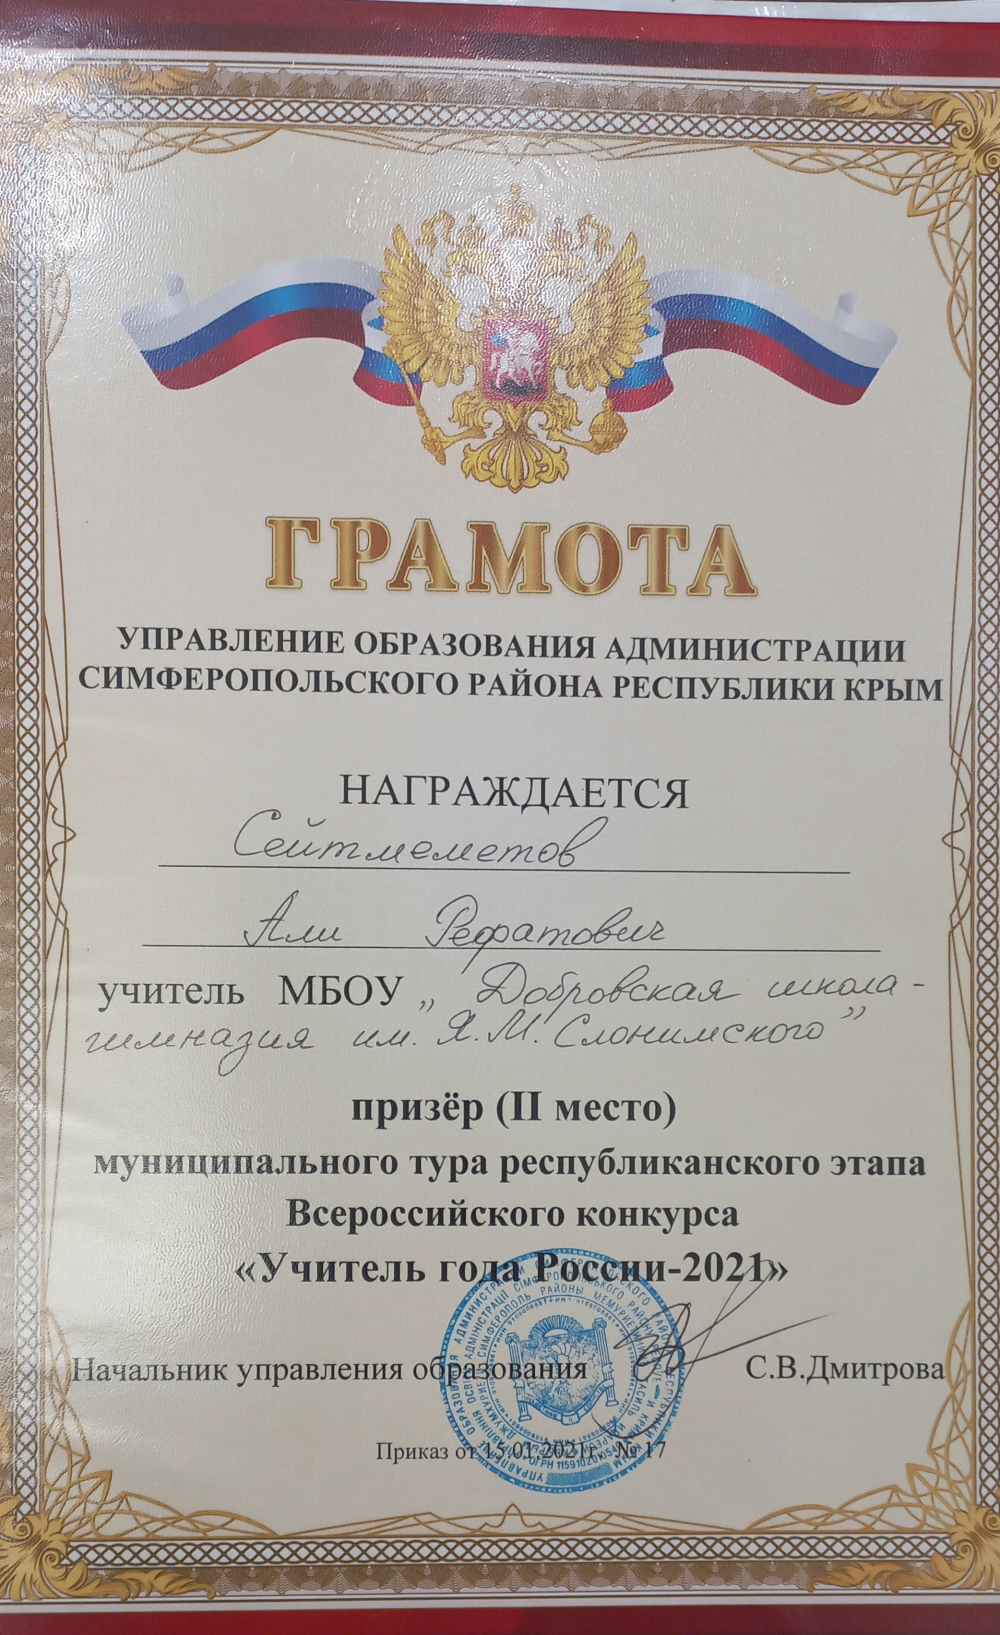 ГРАМОТА
УПРАВЛЕНИЕ ОБРАЗОВАНИЯ АДМИНИСТРАЦИИ
СИМФЕРОПОЛЬСКОГО РАЙОНА РЕСПУБЛИКИ КРЫМ
НАГРАЖДАЕТСЯ
Сейтмеметов
Али Рефатович
учитель МБОУ „Добровская школа-
гимназия им. Я.М. Слонимского”
призёр (II место)
муниципального тура республиканского этапа
Всероссийского конкурса
«Учитель года России-2021»
Начальник управления образования С.В.Дмитрова
Приказ от 15.01.2021г. № 17